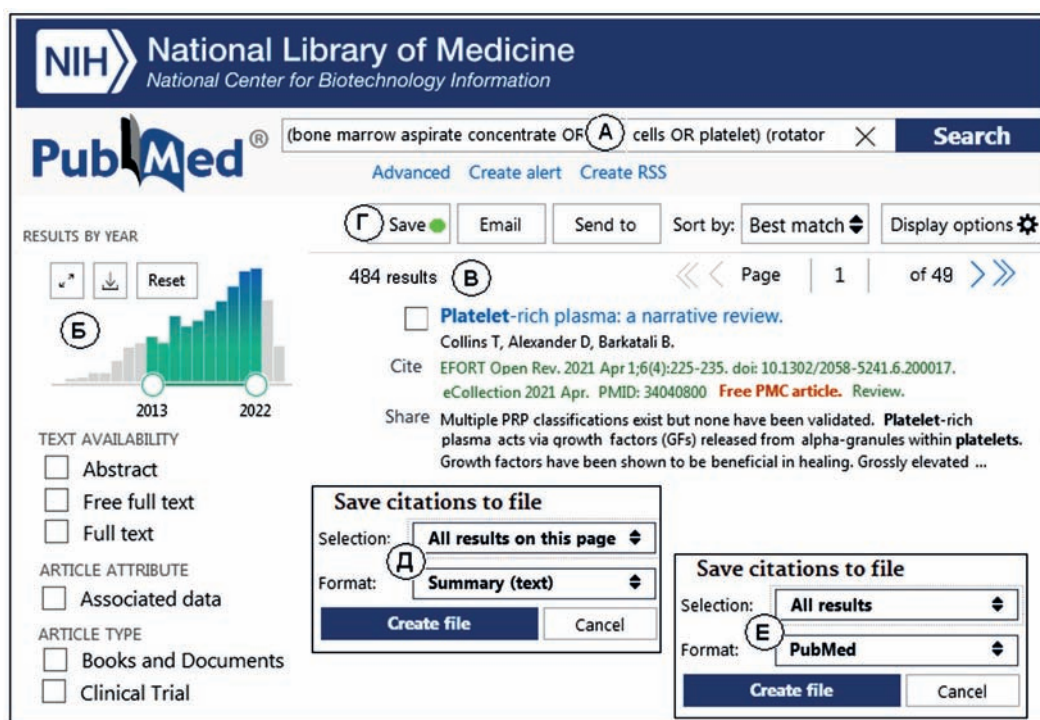 NIH
National Library of Medicine
National Center for Biotechnology Information
PubMed®
(bone marrow aspirate concentrate OR А cells OR platelet) (rotator
Search
Advanced Create alert Create RSS
Г Save Email Send to Sort by: Best match Display options
RESULTS BY YEAR
Reset
Б
2013 2022
484 results В Page 1 of 49
Platelet-rich plasma: a narrative review.
Collins T, Alexander D, Barkatali B.
Cite EFORT Open Rev. 2021 Apr 1;6(4):225-235. doi: 10.1302/2058-5241.6.200017.
eCollection 2021 Apr. PMID: 34040800 Free PMC article. Review.
Share Multiple PRP classifications exist but none have been validated. Platelet-rich
plasma acts via growth factors (GFs) released from alpha-granules within platelets.
Growth factors have been shown to be beneficial in healing. Grossly elevated ...
TEXT AVAILABILITY
Abstract
Free full text
Full text
ARTICLE ATTRIBUTE
Associated data
ARTICLE TYPE
Books and Documents
Clinical Trial
Save citations to file
Selection: All results on this page
Д
Format: Summary (text)
Create file Cancel
Save citations to file
Selection: All results
Е
Format: PubMed
Create file Cancel